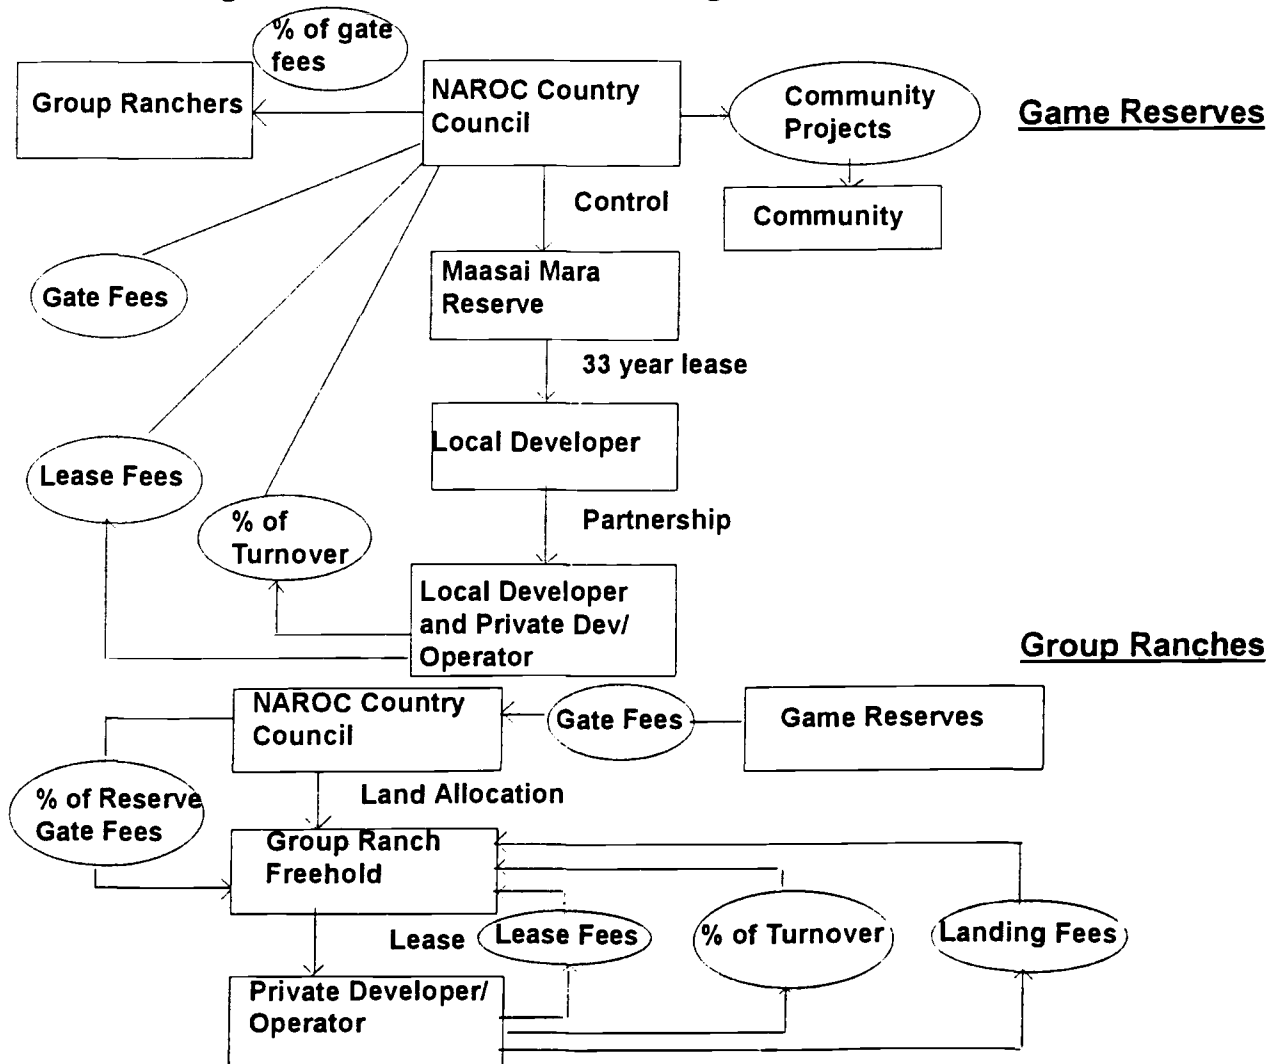 % of gate
fees
Group Ranchers
NAROC Country
Council
Community
Projects
Game Reserves
Control
Community
Maasai Mara
Reserve
Gate Fees
33 year lease
Local Developer
Lease Fees
% of
Turnover
Partnership
Local Developer
and Private Dev/
Operator
Group Ranches
NAROC Country
Council
Gate Fees
Game Reserves
% of Reserve
Gate Fees
Land Allocation
Group Ranch
Freehold
Lease
Lease Fees
% of Turnover
Landing Fees
Private Developer/
Operator